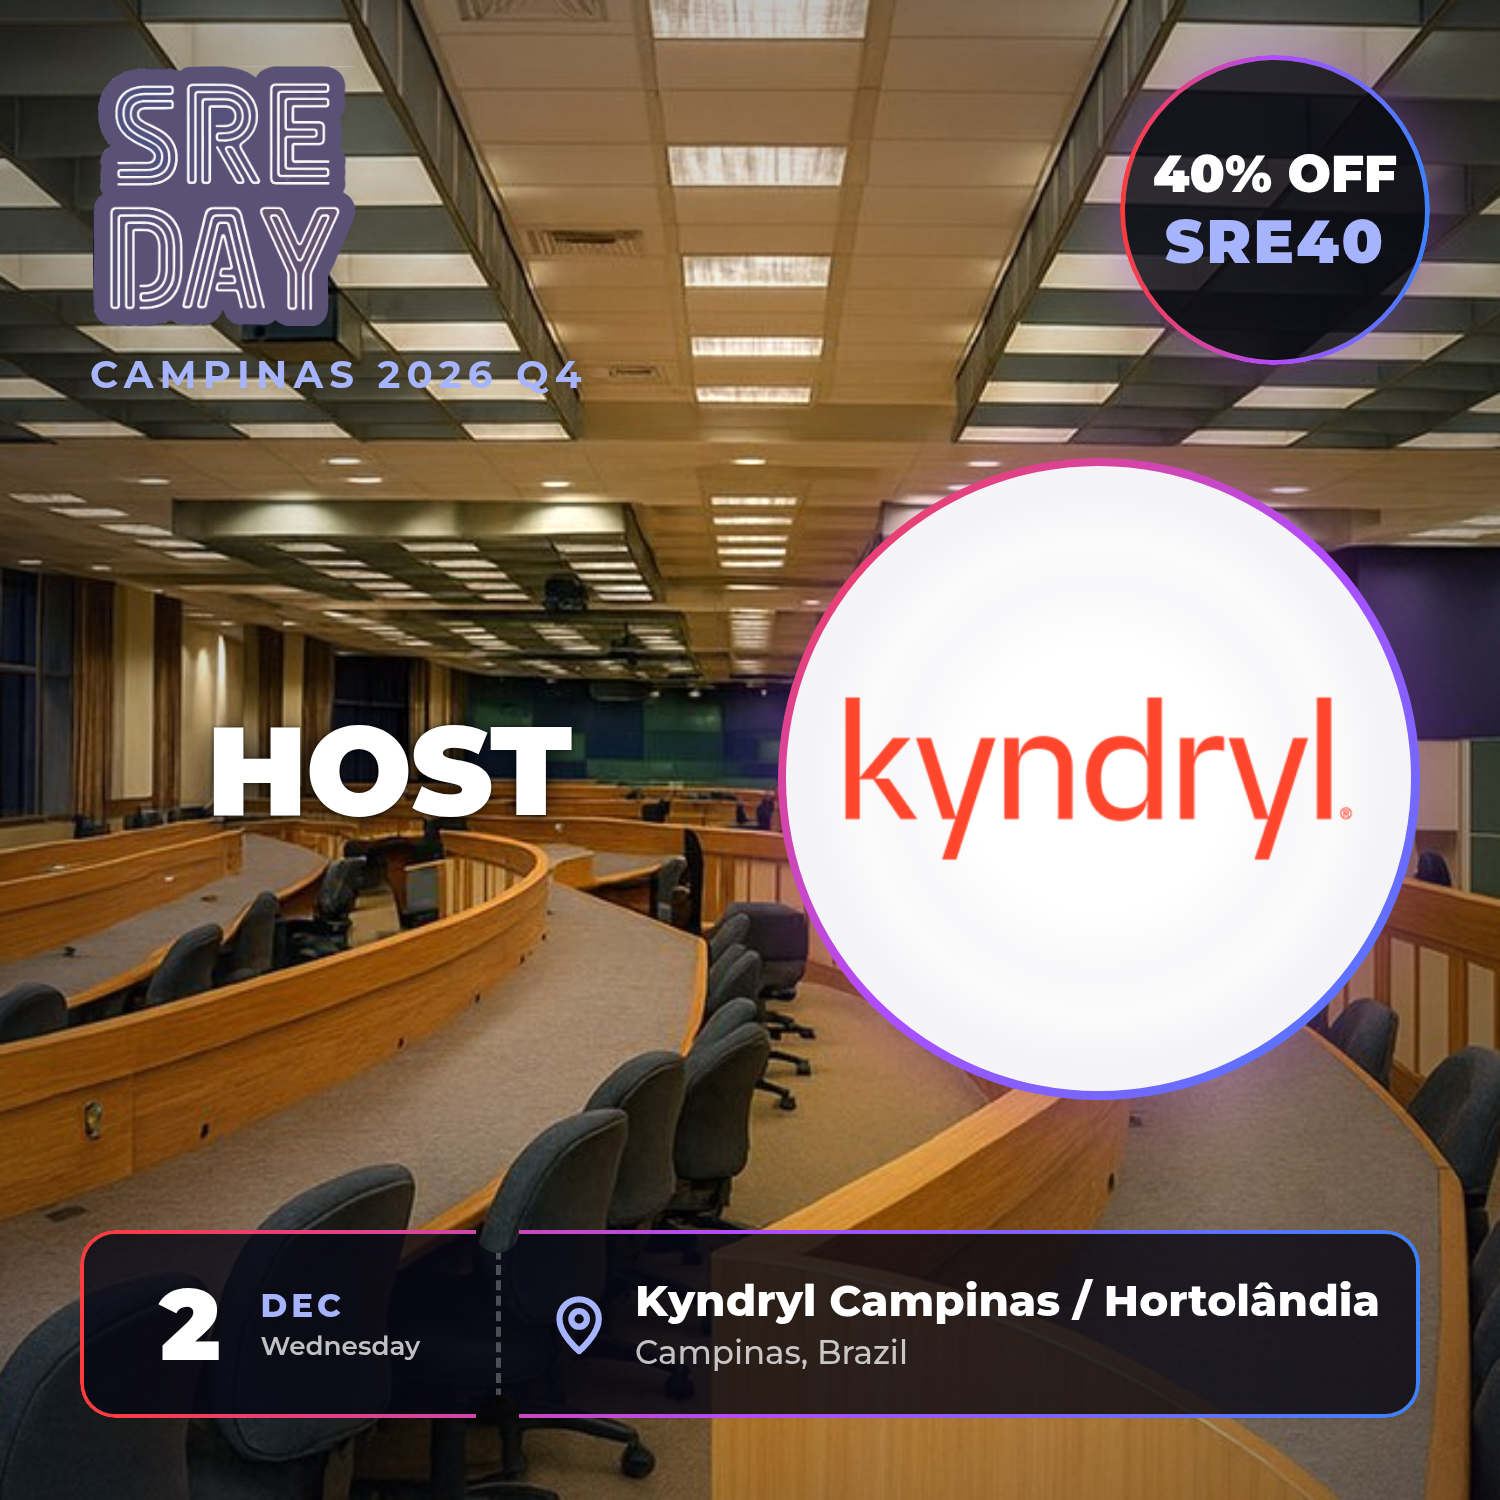 SRE
DAY
CAMPINAS 2026 Q4
40% OFF
SRE40
HOST
kyndryl®
2
DEC
Wednesday
Kyndryl Campinas / Hortolândia
Campinas, Brazil